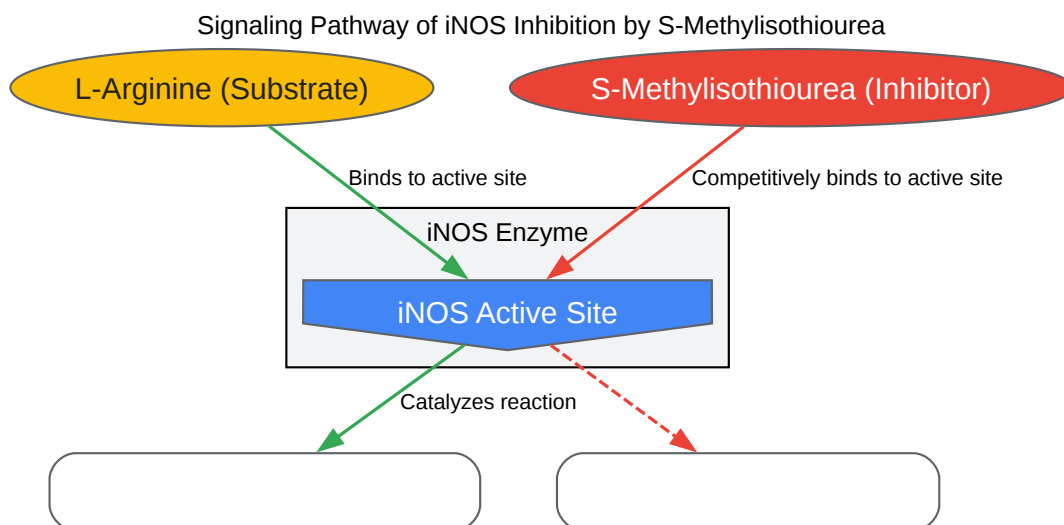 Signaling Pathway of iNOS Inhibition by S-Methylisothiourea
L-Arginine (Substrate)
S-Methylisothiourea (Inhibitor)
Binds to active site
Competitively binds to active site
iNOS Enzyme
iNOS Active Site
Catalyzes reaction